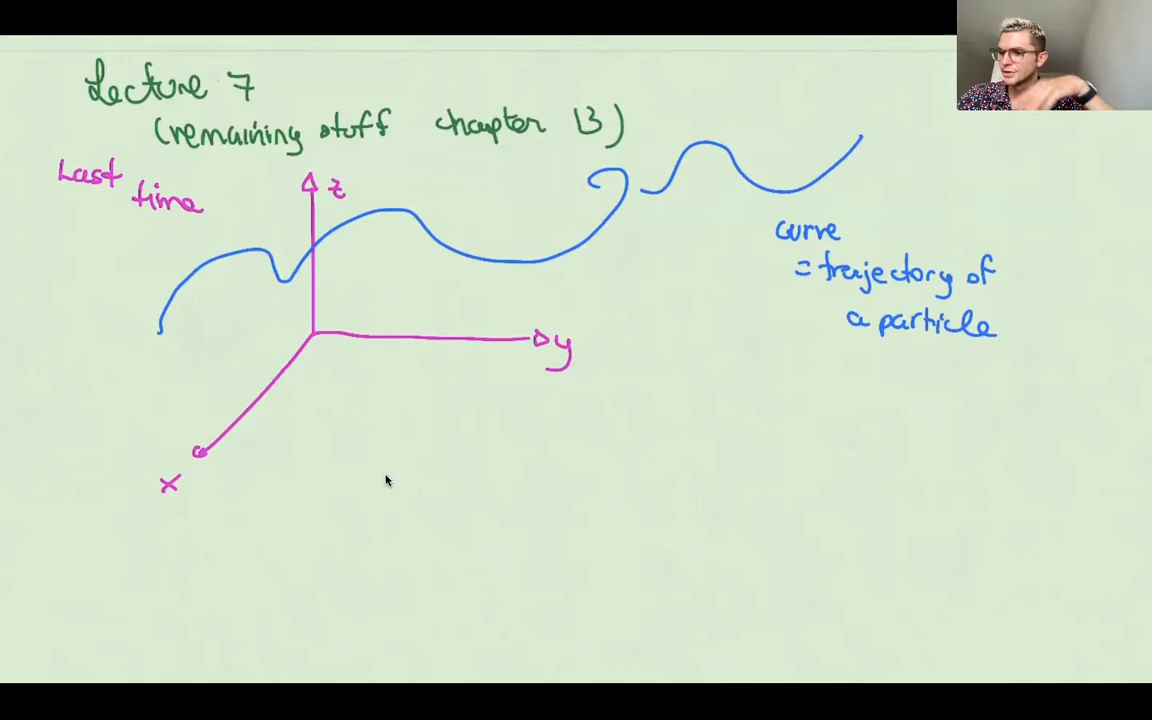 Lecture 7
(remaining stuff chapter 13)
Last
time
z
curve
= trajectory of
a particle
y
x